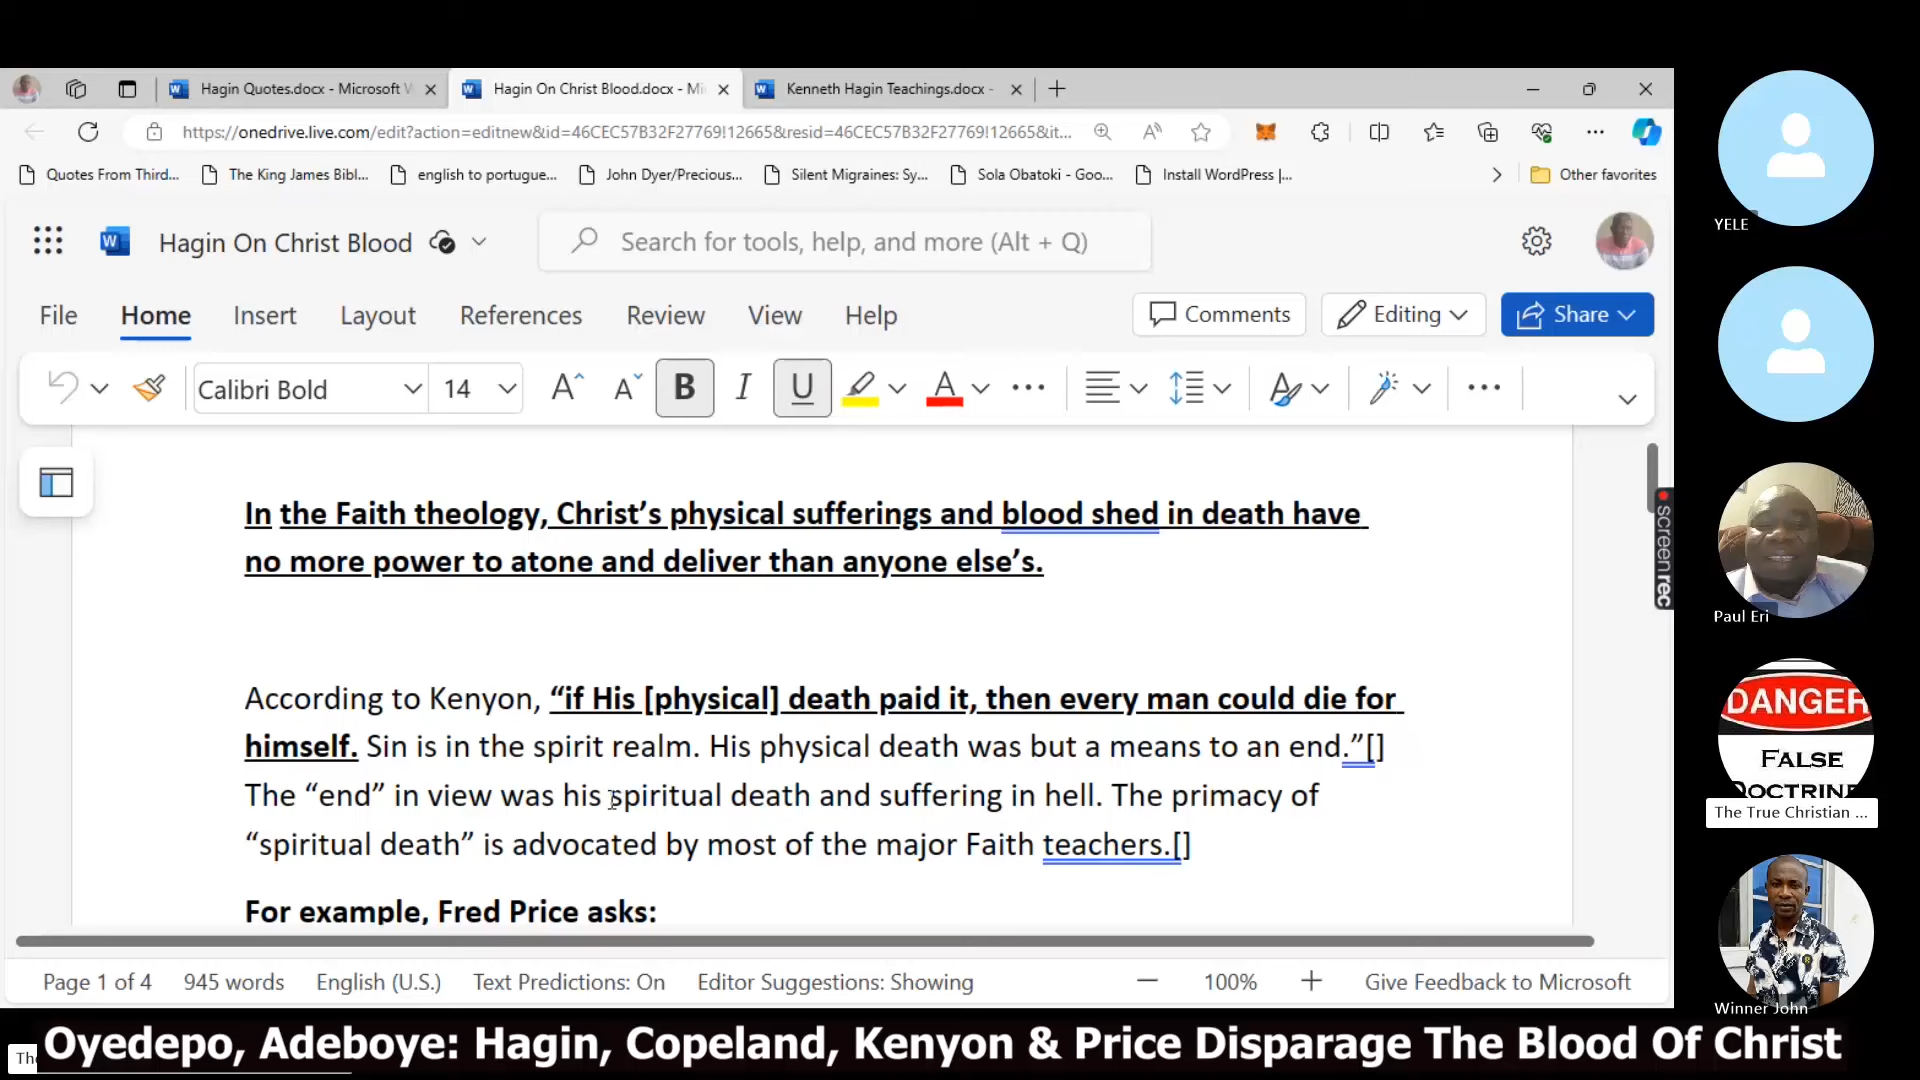 Hagin Quotes.docx - Microsoft W
Hagin On Christ Blood.docx - Mi
Kenneth Hagin Teachings.docx -
https://onedrive.live.com/edit?action=editnew&id=46CEC57B32F27769!12665&resid=46CEC57B32F27769!12665&it...
Quotes From Third...
The King James Bibl...
english to portugue...
John Dyer/Precious...
Silent Migraines: Sy...
Sola Obatoki - Goo...
Install WordPress |...
Other favorites
Hagin On Christ Blood
Search for tools, help, and more (Alt + Q)
File Home Insert Layout References Review View Help
Comments Editing Share
Calibri Bold 14
In the Faith theology, Christ’s physical sufferings and blood shed in death have
no more power to atone and deliver than anyone else’s.
According to Kenyon, “if His [physical] death paid it, then every man could die for
himself. Sin is in the spirit realm. His physical death was but a means to an end.”[]
The “end” in view was his spiritual death and suffering in hell. The primacy of
“spiritual death” is advocated by most of the major Faith teachers.[]
For example, Fred Price asks:
Page 1 of 4 945 words English (U.S.) Text Predictions: On Editor Suggestions: Showing 100% Give Feedback to Microsoft
screenrec
YELE
Paul Eri
DANGER
FALSE
DOCTRINE
The True Christian ...
Winner John
Th
Oyedepo, Adeboye: Hagin, Copeland, Kenyon & Price Disparage The Blood Of Christ